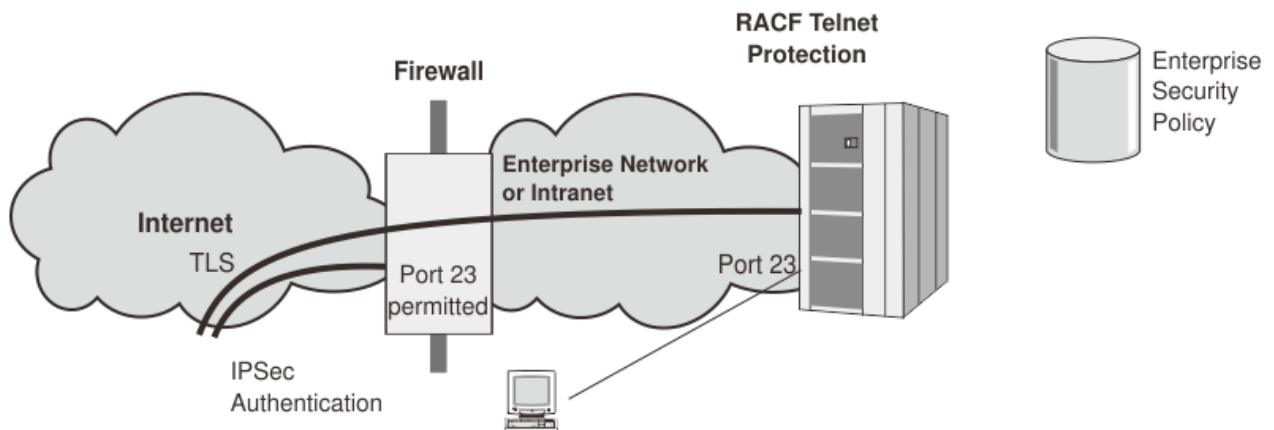 RACF Telnet
Protection
Enterprise
Security
Policy
Firewall
Enterprise Network
or Intranet
Internet
TLS
Port 23
Port 23
permitted
IPSec
Authentication